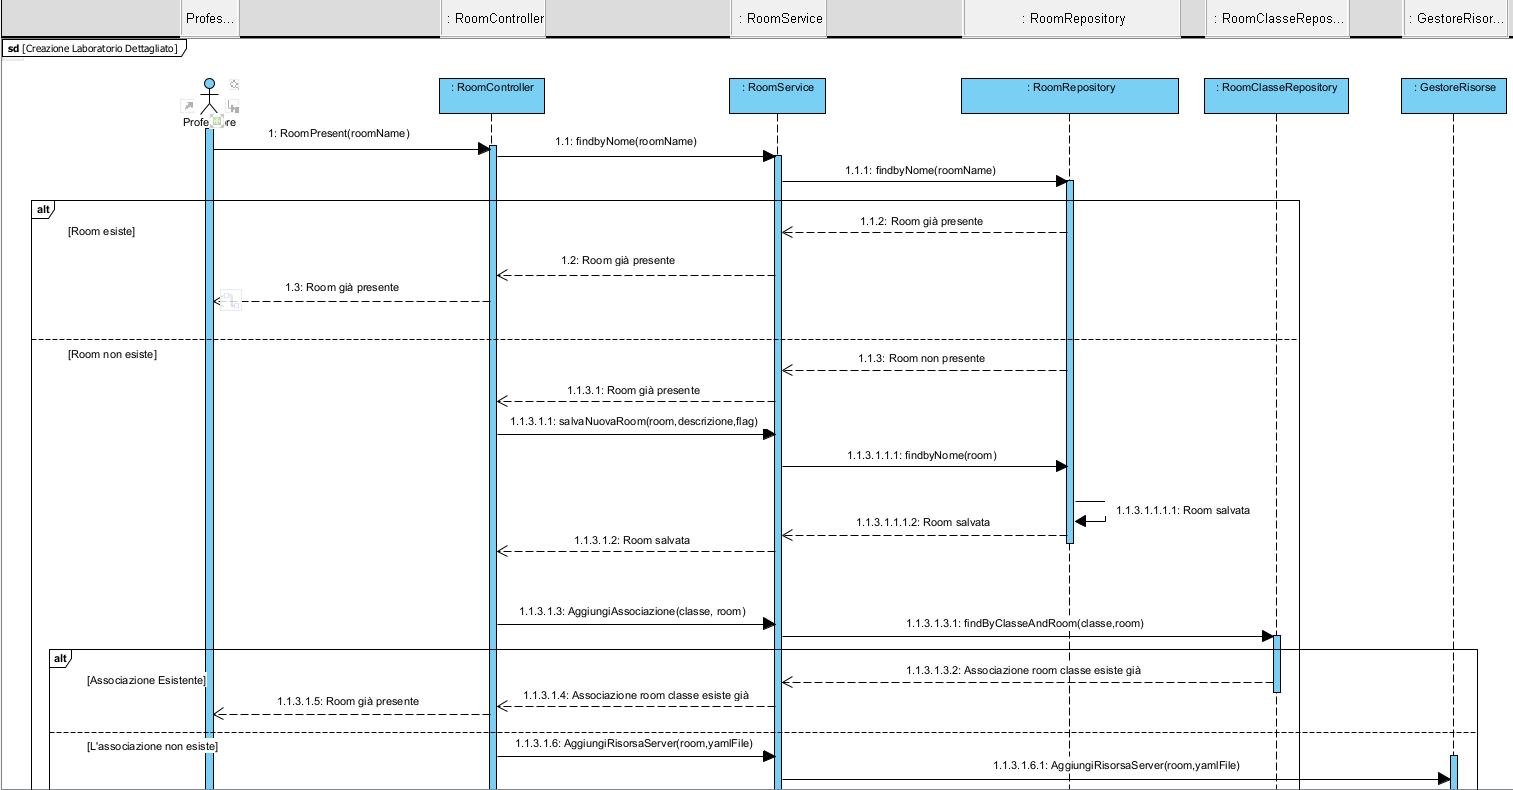 Profes...
: RoomController
: RoomService
: RoomRepository
: RoomClasseRepos...
: GestoreRisor...
sd [Creazione Laboratorio Dettagliato]
: RoomController
: RoomService
: RoomRepository
: RoomClasseRepository
: GestoreRisorse
1: RoomPresent(roomName)
1.1: findbyNome(roomName)
1.1.1: findbyNome(roomName)
alt
[Room esiste]
1.1.2: Room già presente
1.2: Room già presente
1.3: Room già presente
[Room non esiste]
1.1.3: Room non presente
1.1.3.1: Room già presente
1.1.3.1.1: salvaNuovaRoom(room,descrizione,flag)
1.1.3.1.1.1: findbyNome(room)
1.1.3.1.1.1.1: Room salvata
1.1.3.1.1.1.2: Room salvata
1.1.3.1.2: Room salvata
1.1.3.1.3: AggiungiAssociazione(classe, room)
1.1.3.1.3.1: findByClasseAndRoom(classe,room)
alt
[Associazione Esistente]
1.1.3.1.3.2: Associazione room classe esiste già
1.1.3.1.4: Associazione room classe esiste già
1.1.3.1.5: Room già presente
[L'associazione non esiste]
1.1.3.1.6: AggiungiRisorsaServer(room,yamlFile)
1.1.3.1.6.1: AggiungiRisorsaServer(room,yamlFile)